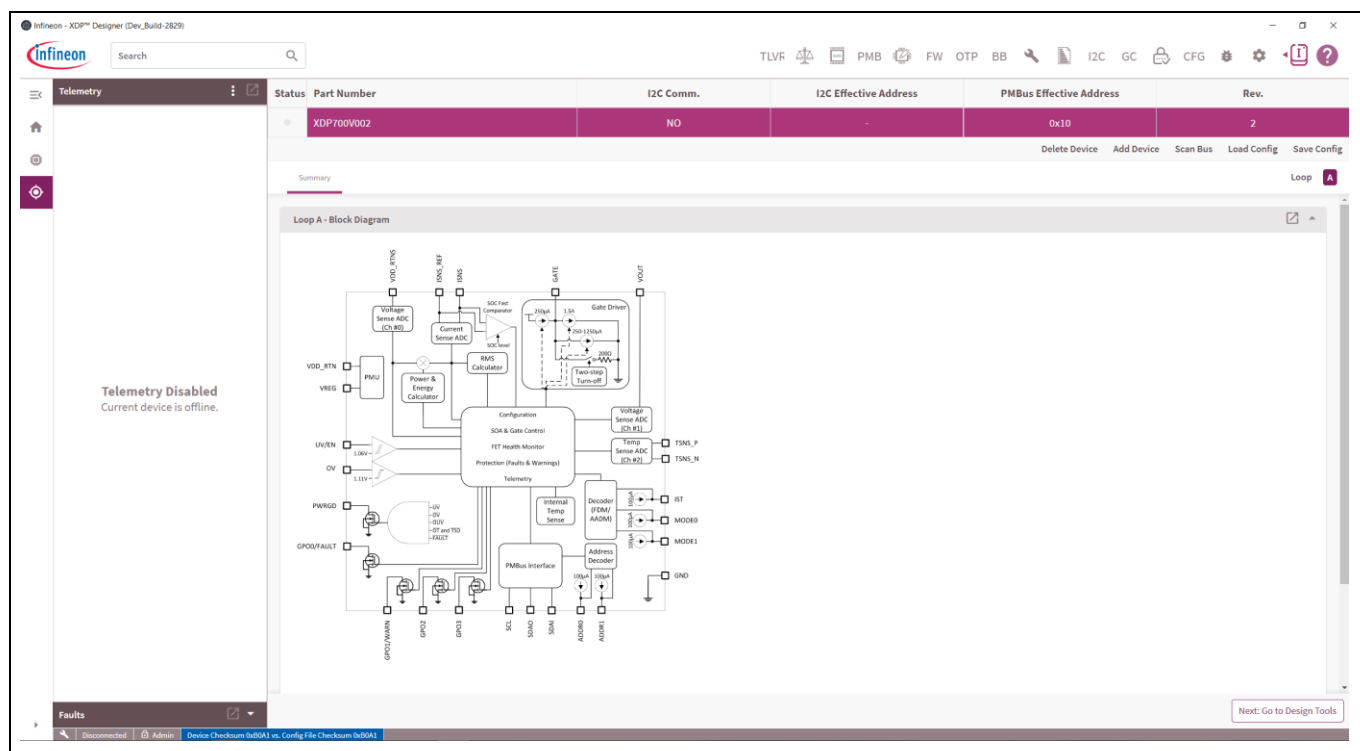 Infineon - XDP™ Designer (Dev_Build-2829)
infineon
Search
TLVR PMB FW OTP BB I2C GC CFG
Telemetry
Status Part Number I2C Comm. I2C Effective Address PMBus Effective Address Rev.
XDP700V002 NO - 0x10 2
Delete Device Add Device Scan Bus Load Config Save Config
Summary
Loop A
Loop A - Block Diagram
VDD_RTNS
ISNS_REF
ISNS
GATE
VOUT
Voltage
Sense ADC
(Ch #0)
Current
Sense ADC
SOC Fast
Comparator
SOC level
Gate Driver
250µA
1.5A
250-1250µA
200Ω
Two-step
Turn-off
VDD_RTN
VREG
PMU
Power &
Energy
Calculator
RMS
Calculator
Configuration
SOA & Gate Control
FET Health Monitor
Protection (Faults & Warnings)
Telemetry
Voltage
Sense ADC
(Ch #1)
Temp
Sense ADC
(Ch #2)
TSNS_P
TSNS_N
UV/EN
1.06V
OV
1.11V
PWRGD
UV
OV
OUV
OT and TSD
FAULT
GPO0/FAULT
Internal
Temp
Sense
Decoder
(FDM/
AADM)
100µA
100µA
100µA
IST
MODE0
MODE1
PMBus Interface
Address
Decoder
100µA 100µA
GND
GPO1/WARN
GPO2
GPO3
SCL
SDAO
SDAI
ADDR0
ADDR1
Telemetry Disabled
Current device is offline.
Faults
Next: Go to Design Tools
Disconnected Admin Device Checksum 0xB0A1 vs. Config File Checksum 0xB0A1